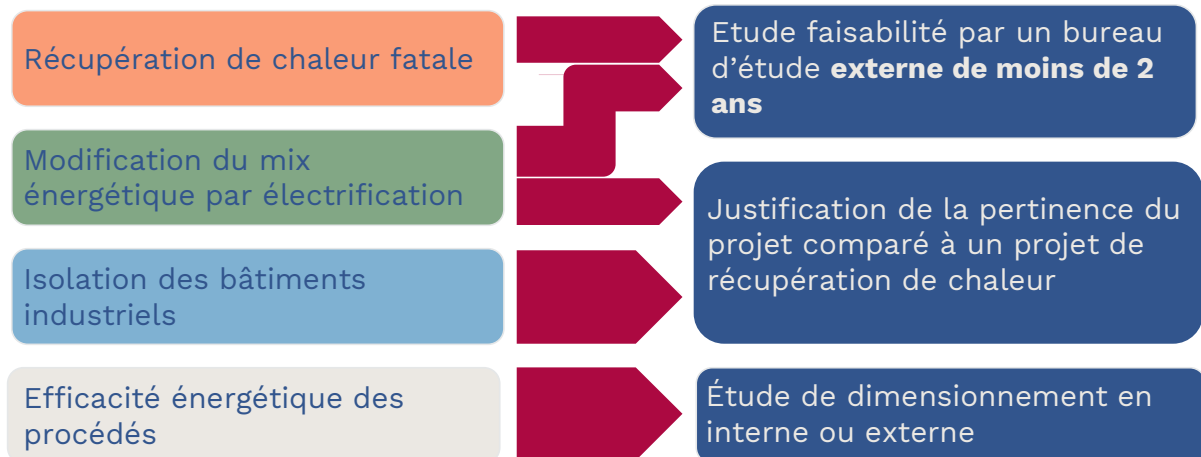 Récupération de chaleur fatale
Etude faisabilité par un bureau
d’étude externe de moins de 2
ans
Modification du mix
énergétique par électrification
Justification de la pertinence du
projet comparé à un projet de
récupération de chaleur
Isolation des bâtiments
industriels
Efficacité énergétique des
procédés
Étude de dimensionnement en
interne ou externe